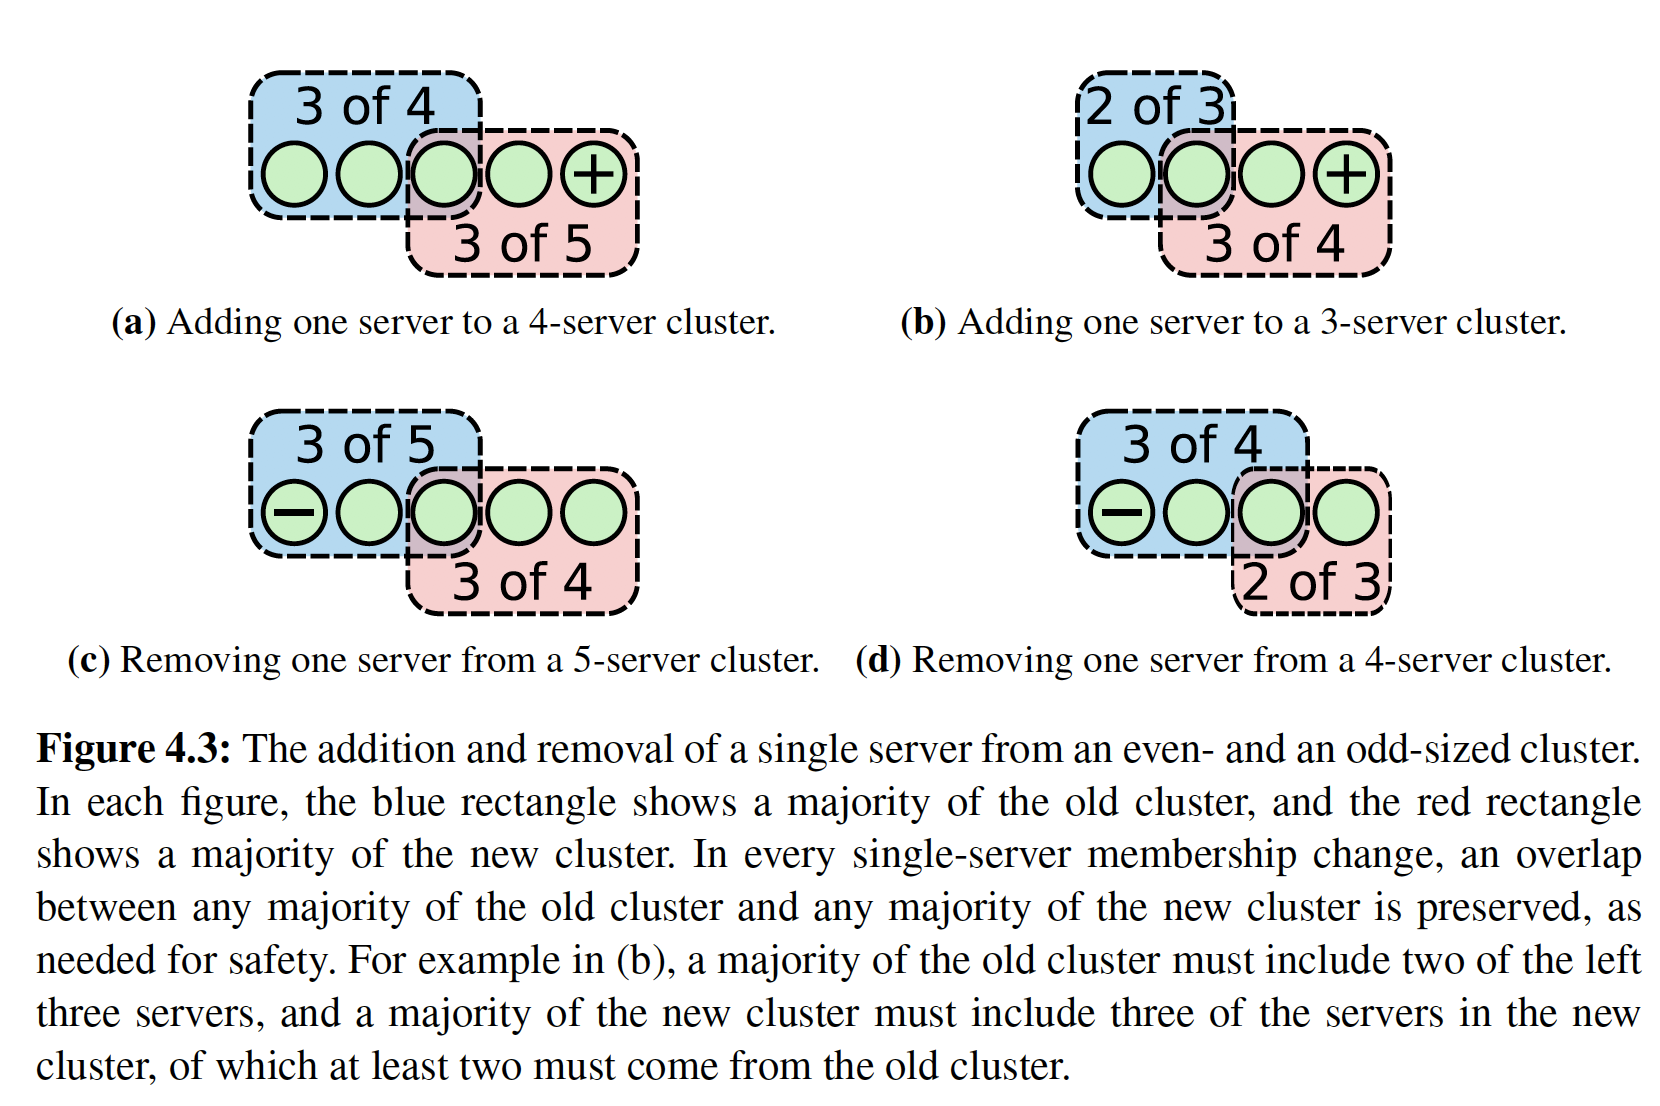 3 of 4
3 of 5
(a) Adding one server to a 4-server cluster.
2 of 3
3 of 4
(b) Adding one server to a 3-server cluster.
3 of 5
3 of 4
(c) Removing one server from a 5-server cluster.
3 of 4
2 of 3
(d) Removing one server from a 4-server cluster.
Figure 4.3: The addition and removal of a single server from an even- and an odd-sized cluster.
In each figure, the blue rectangle shows a majority of the old cluster, and the red rectangle
shows a majority of the new cluster. In every single-server membership change, an overlap
between any majority of the old cluster and any majority of the new cluster is preserved, as
needed for safety. For example in (b), a majority of the old cluster must include two of the left
three servers, and a majority of the new cluster must include three of the servers in the new
cluster, of which at least two must come from the old cluster.